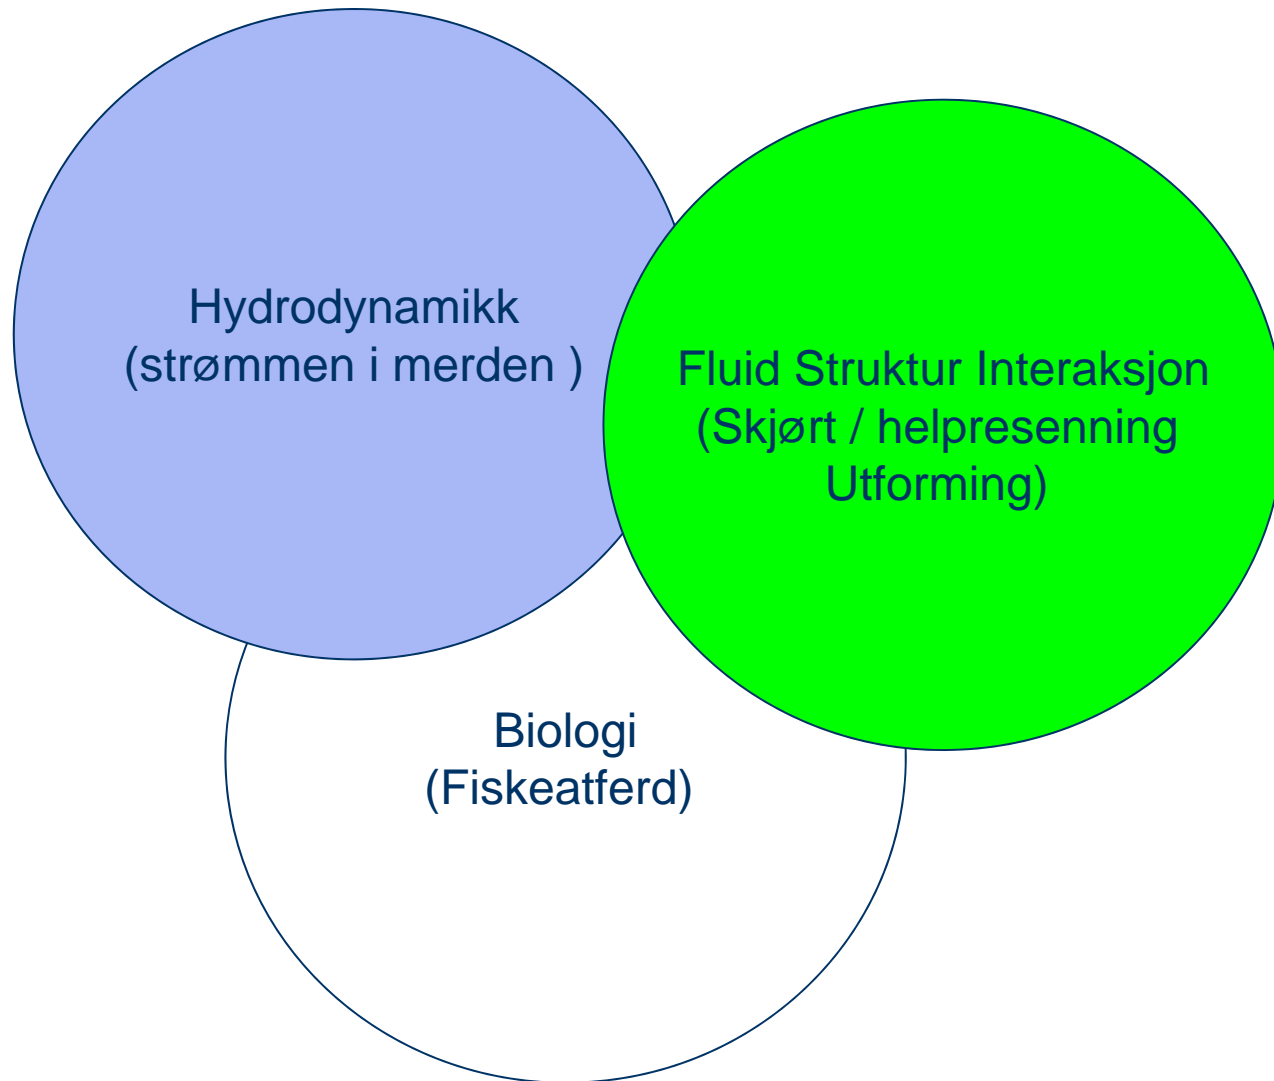 Hydrodynamikk
(strømmen i merden )
Fluid Struktur Interaksjon
(Skjørt / helpresenning
Utforming)
Biologi
(Fiskeatferd)